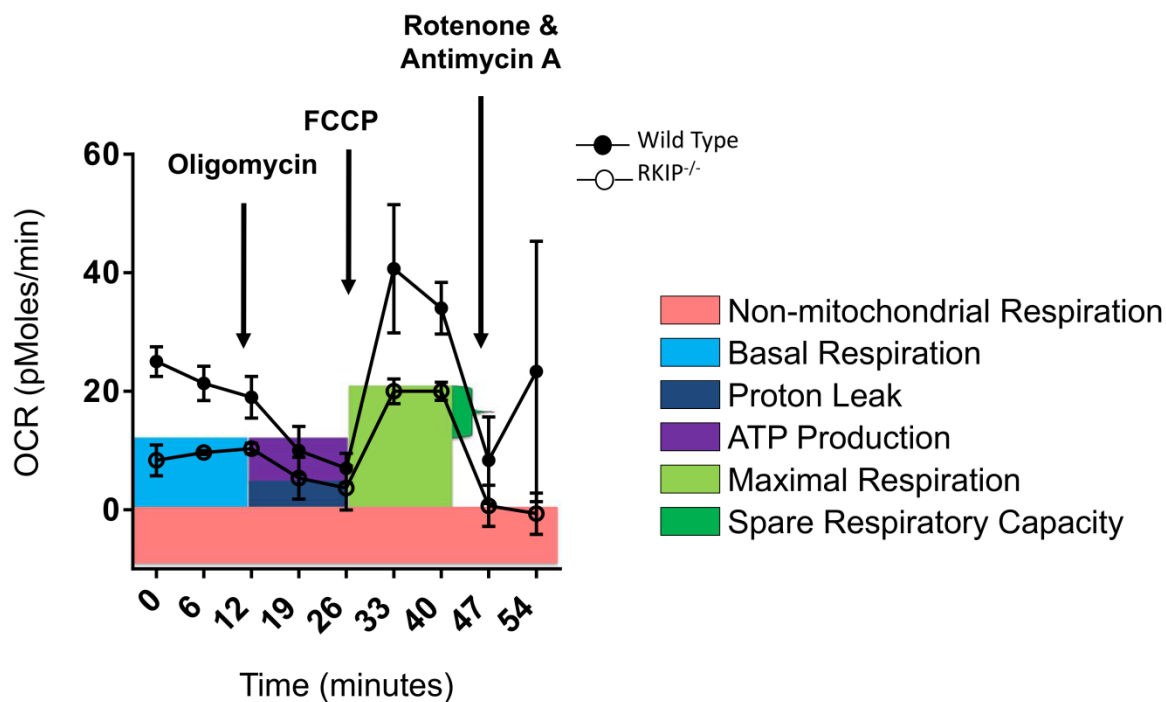 Rotenone &
Antimycin A
FCCP
Oligomycin
Wild Type
RKIP-/-
60
40
20
0
OCR (pMoles/min)
0 6 12 19 26 33 40 47 54
Time (minutes)
Non-mitochondrial Respiration
Basal Respiration
Proton Leak
ATP Production
Maximal Respiration
Spare Respiratory Capacity